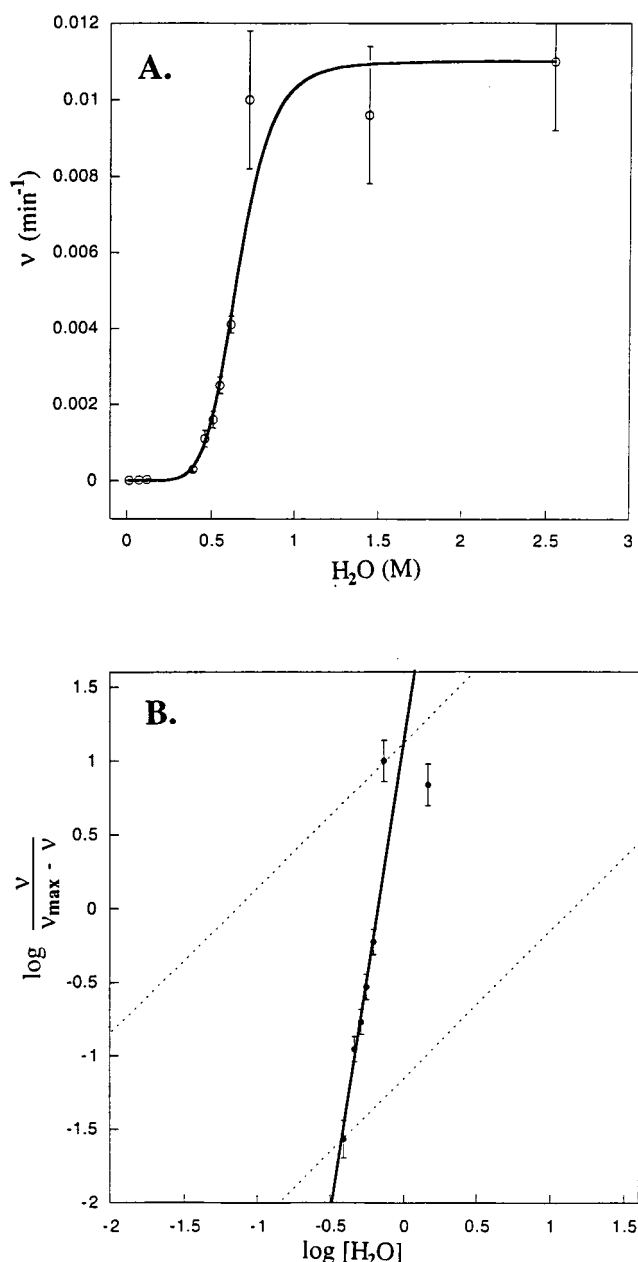 A.
0.012
0.01
0.008
0.006
0.004
0.002
0
ν (min⁻¹)
0 0.5 1 1.5 2 2.5 3
H₂O (M)
B.
1.5
1
0.5
0
-0.5
-1
-1.5
-2
log ν / νmax - ν
-2 -1.5 -1 -0.5 0 0.5 1 1.5
log [H₂O]